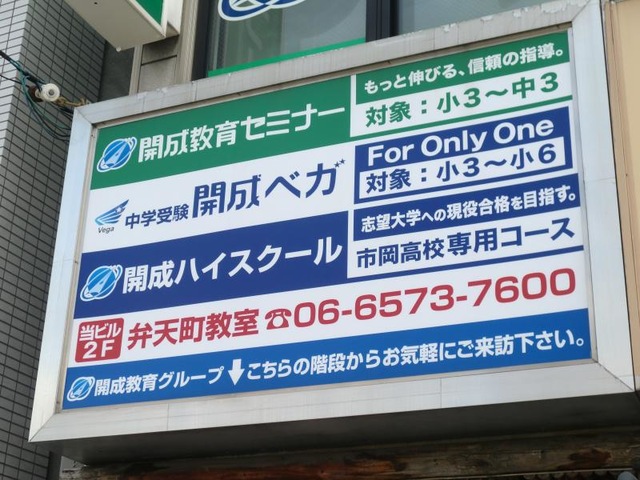 開成教育セミナー
もっと伸びる、信頼の指導。
対象：小3〜中3
Vega
中学受験 開成ベガ
For Only One
対象：小3〜小6
開成ハイスクール
志望大学への現役合格を目指す。
市岡高校専用コース
当ビル
2F
弁天町教室☎06-6573-7600
開成教育グループ↓こちらの階段からお気軽にご来訪下さい。